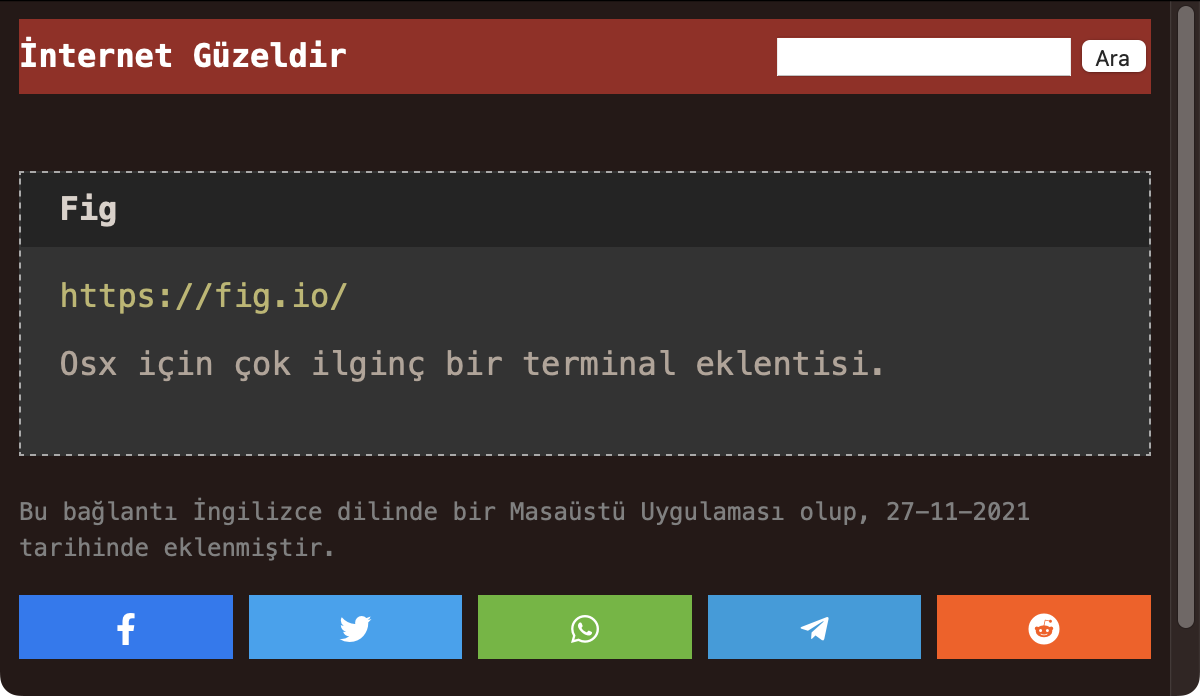 İnternet Güzeldir
Ara
Fig
https://fig.io/
Osx için çok ilginç bir terminal eklentisi.
Bu bağlantı İngilizce dilinde bir Masaüstü Uygulaması olup, 27-11-2021
tarihinde eklenmiştir.